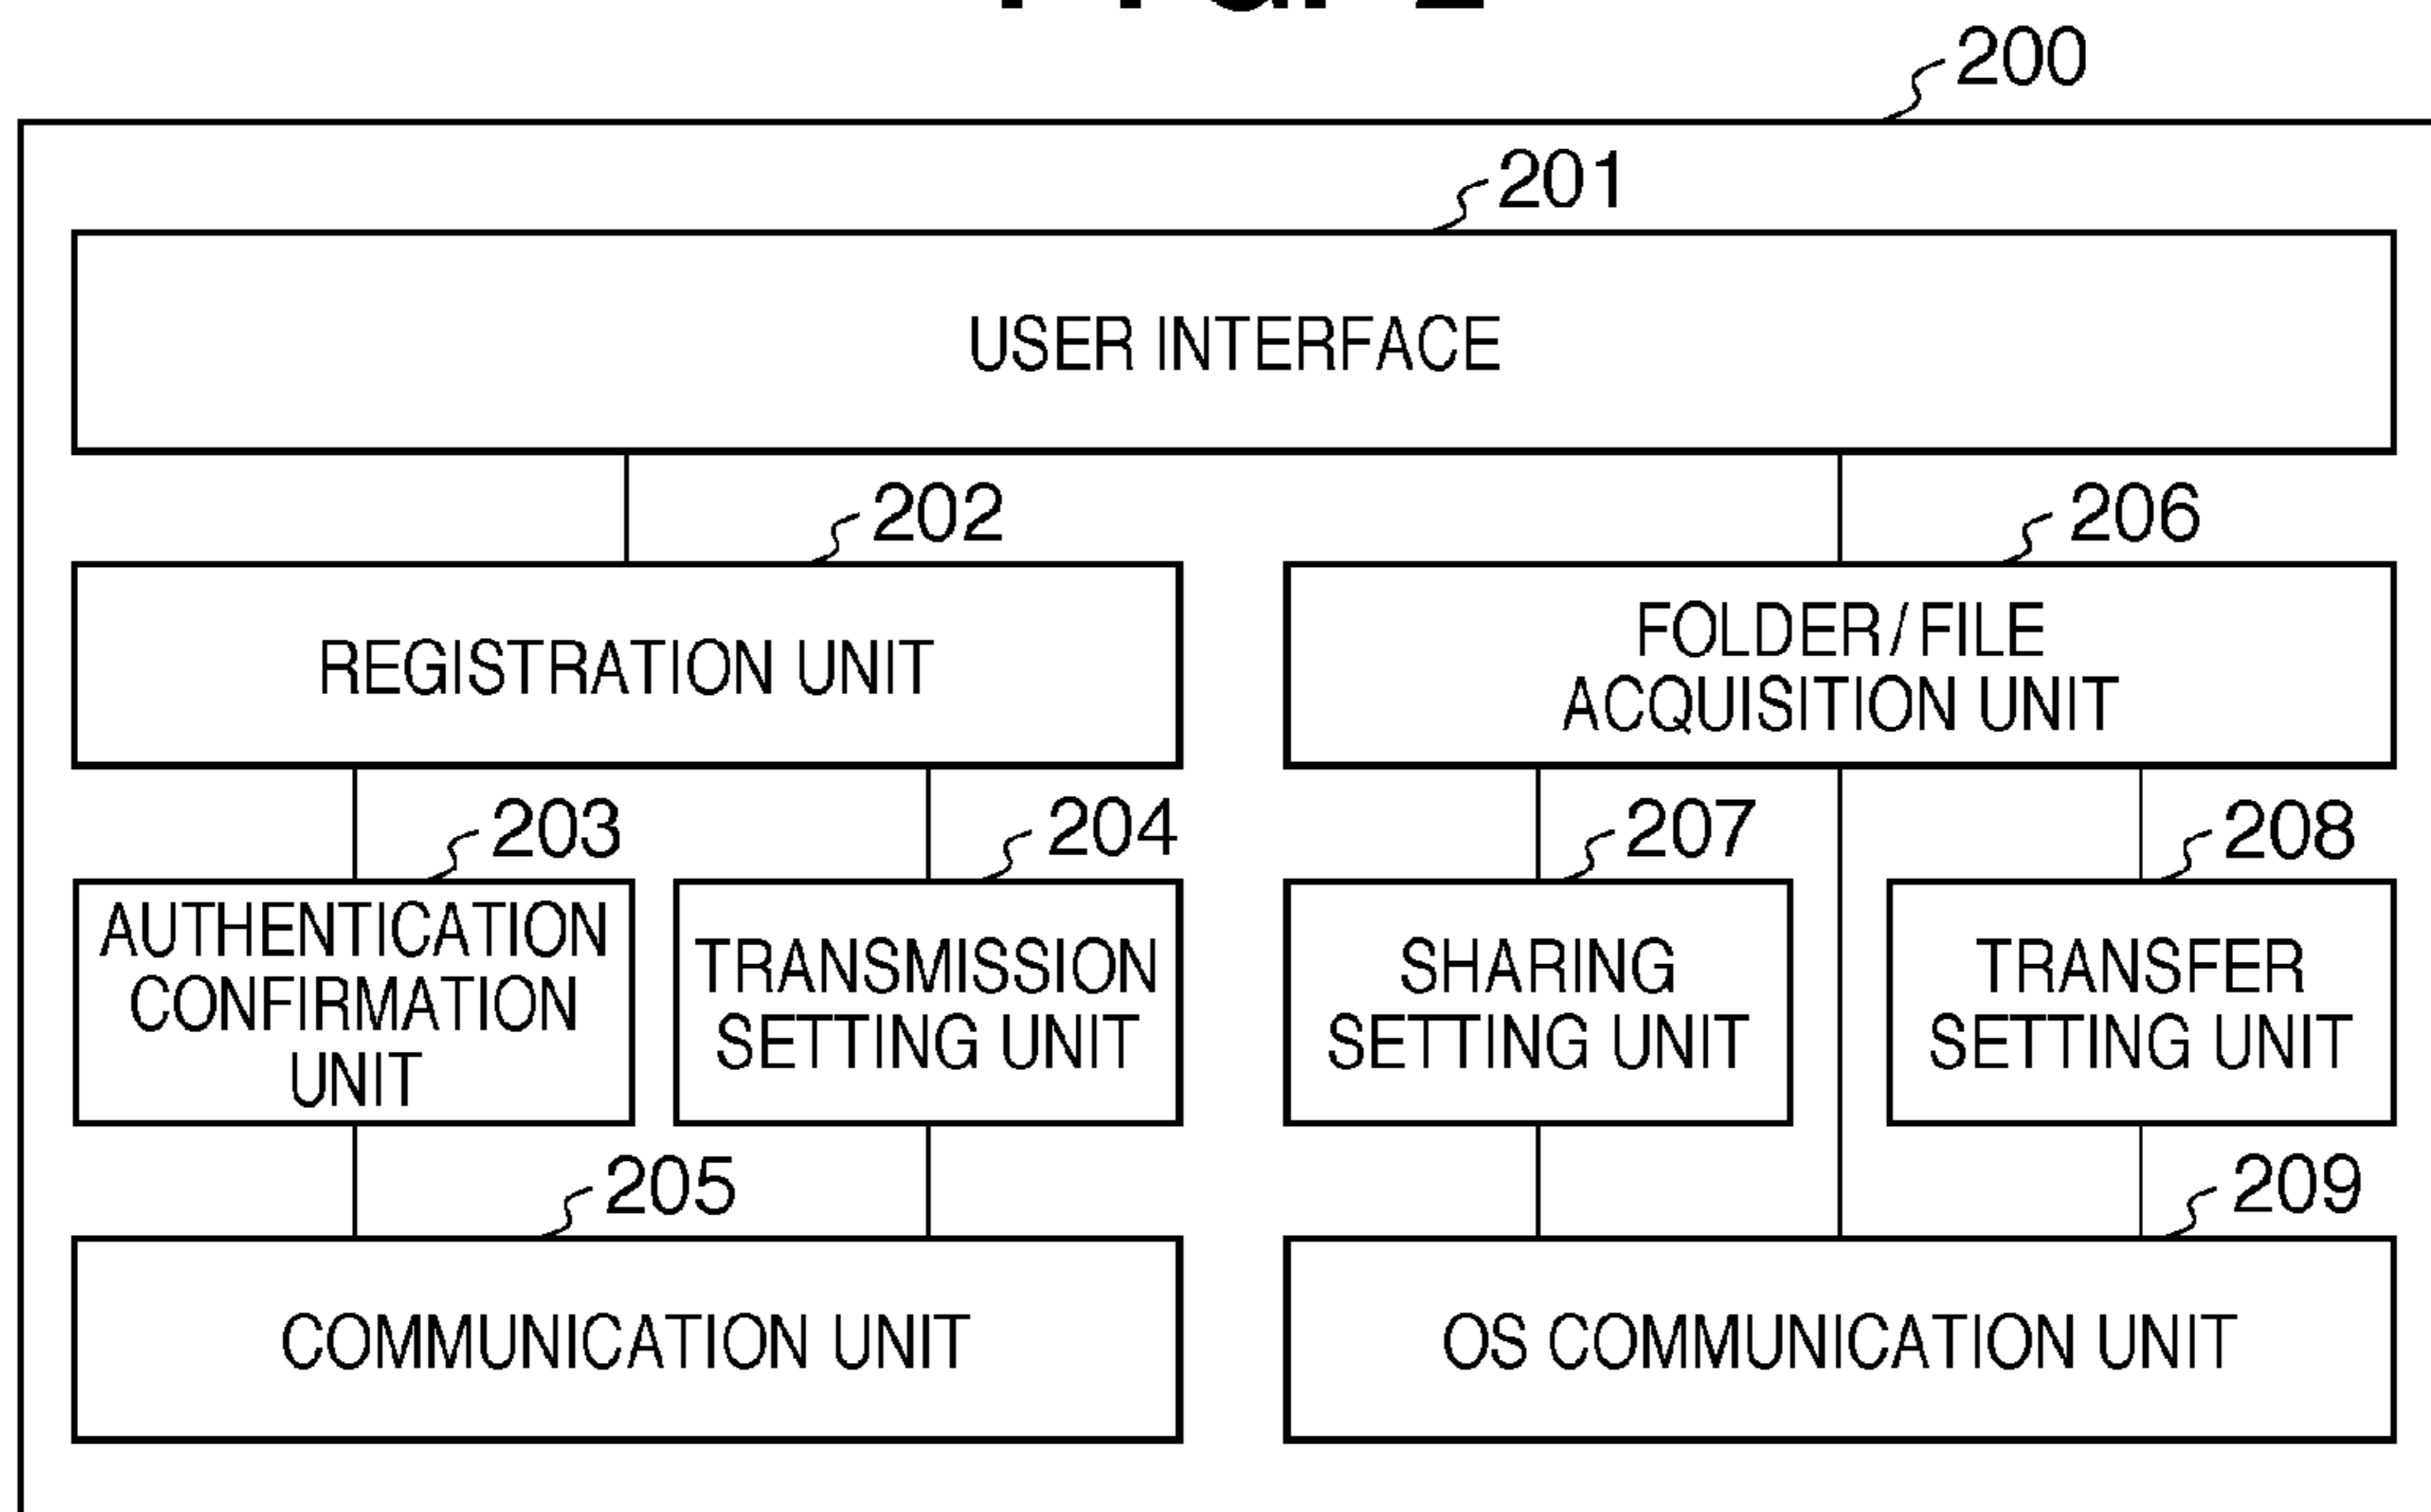 200
201
USER INTERFACE
202
206
REGISTRATION UNIT
FOLDER/FILE
ACQUISITION UNIT
203
204
207
208
AUTHENTICATION
CONFIRMATION
UNIT
TRANSMISSION
SETTING UNIT
SHARING
SETTING UNIT
TRANSFER
SETTING UNIT
205
209
COMMUNICATION UNIT
OS COMMUNICATION UNIT